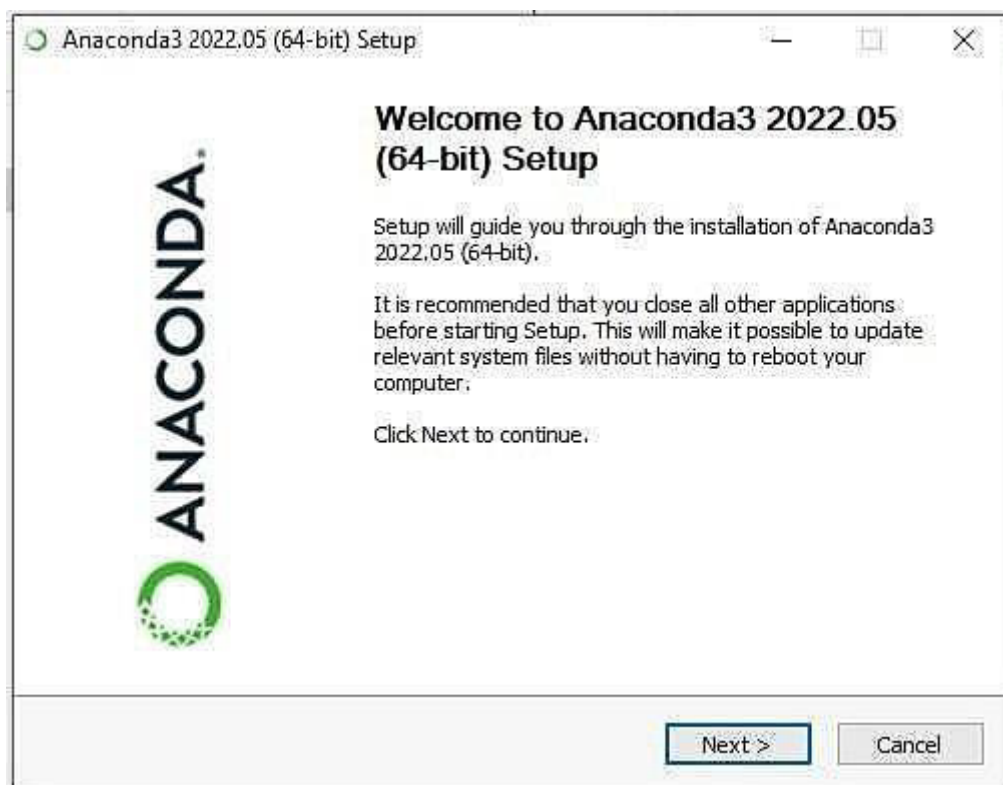 Anaconda3 2022.05 (64-bit) Setup
Welcome to Anaconda3 2022.05
(64-bit) Setup
ANACONDA.
Setup will guide you through the installation of Anaconda3
2022.05 (64-bit).
It is recommended that you close all other applications
before starting Setup. This will make it possible to update
relevant system files without having to reboot your
computer.
Click Next to continue.
Next >
Cancel